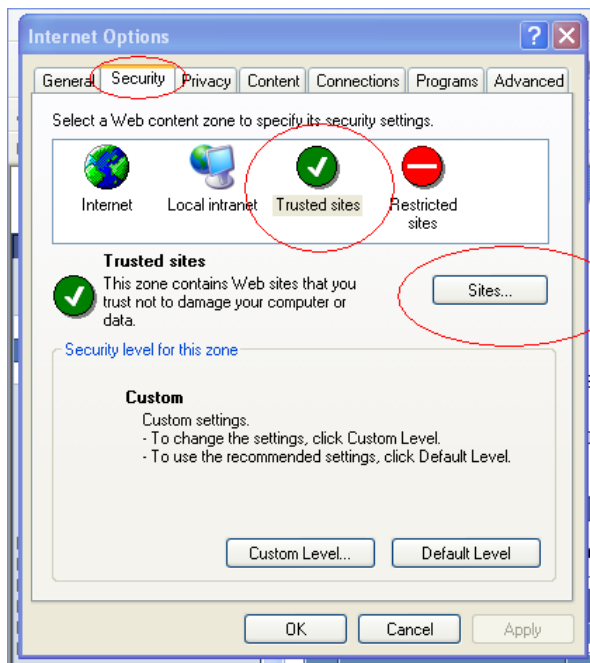 Internet Options
General Security Privacy Content Connections Programs Advanced
Select a Web content zone to specify its security settings.
Internet Local intranet Trusted sites Restricted
sites
Trusted sites
This zone contains Web sites that you
trust not to damage your computer or
data.
Sites...
Security level for this zone
Custom
Custom settings.
- To change the settings, click Custom Level.
- To use the recommended settings, click Default Level.
Custom Level... Default Level
OK Cancel Apply